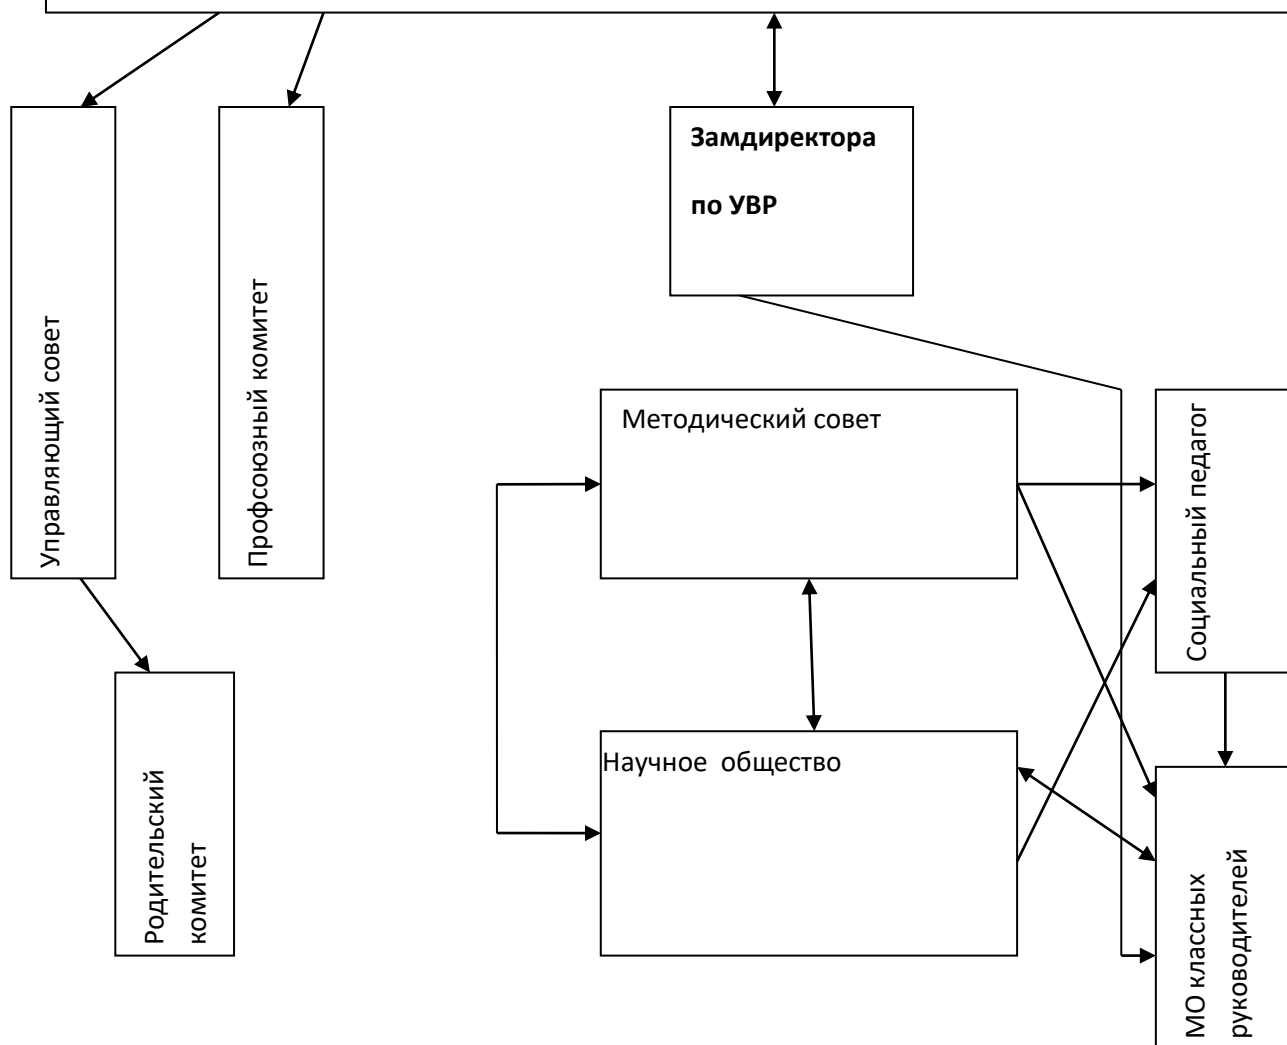 Замдиректора
по УВР
Управляющий совет
Профсоюзный комитет
Методический совет
Социальный педагог
Научное  общество
Родительский
комитет
МО классных
руководителей